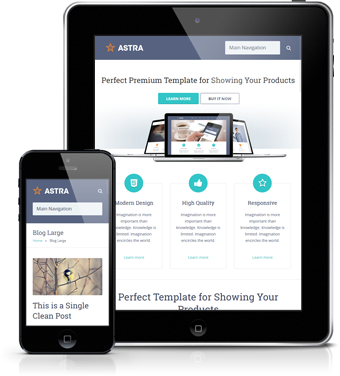 ASTRA
Main Navigation
Perfect Premium Template for Showing Your Products
LEARN MORE
BUY IT NOW
Modern Design
High Quality
Responsive
Imagination is more
important than
knowledge. Knowledge is
limited. Imagination
encircles the world.
Learn more
Imagination is more
important than
knowledge. Knowledge is
limited. Imagination
encircles the world.
Learn more
Imagination is more
important than
knowledge. Knowledge is
limited. Imagination
encircles the world.
Learn more
Perfect Template for Showing Your
Products
ASTRA
Main Navigation
Blog Large
Home » Blog Large
This is a Single
Clean Post